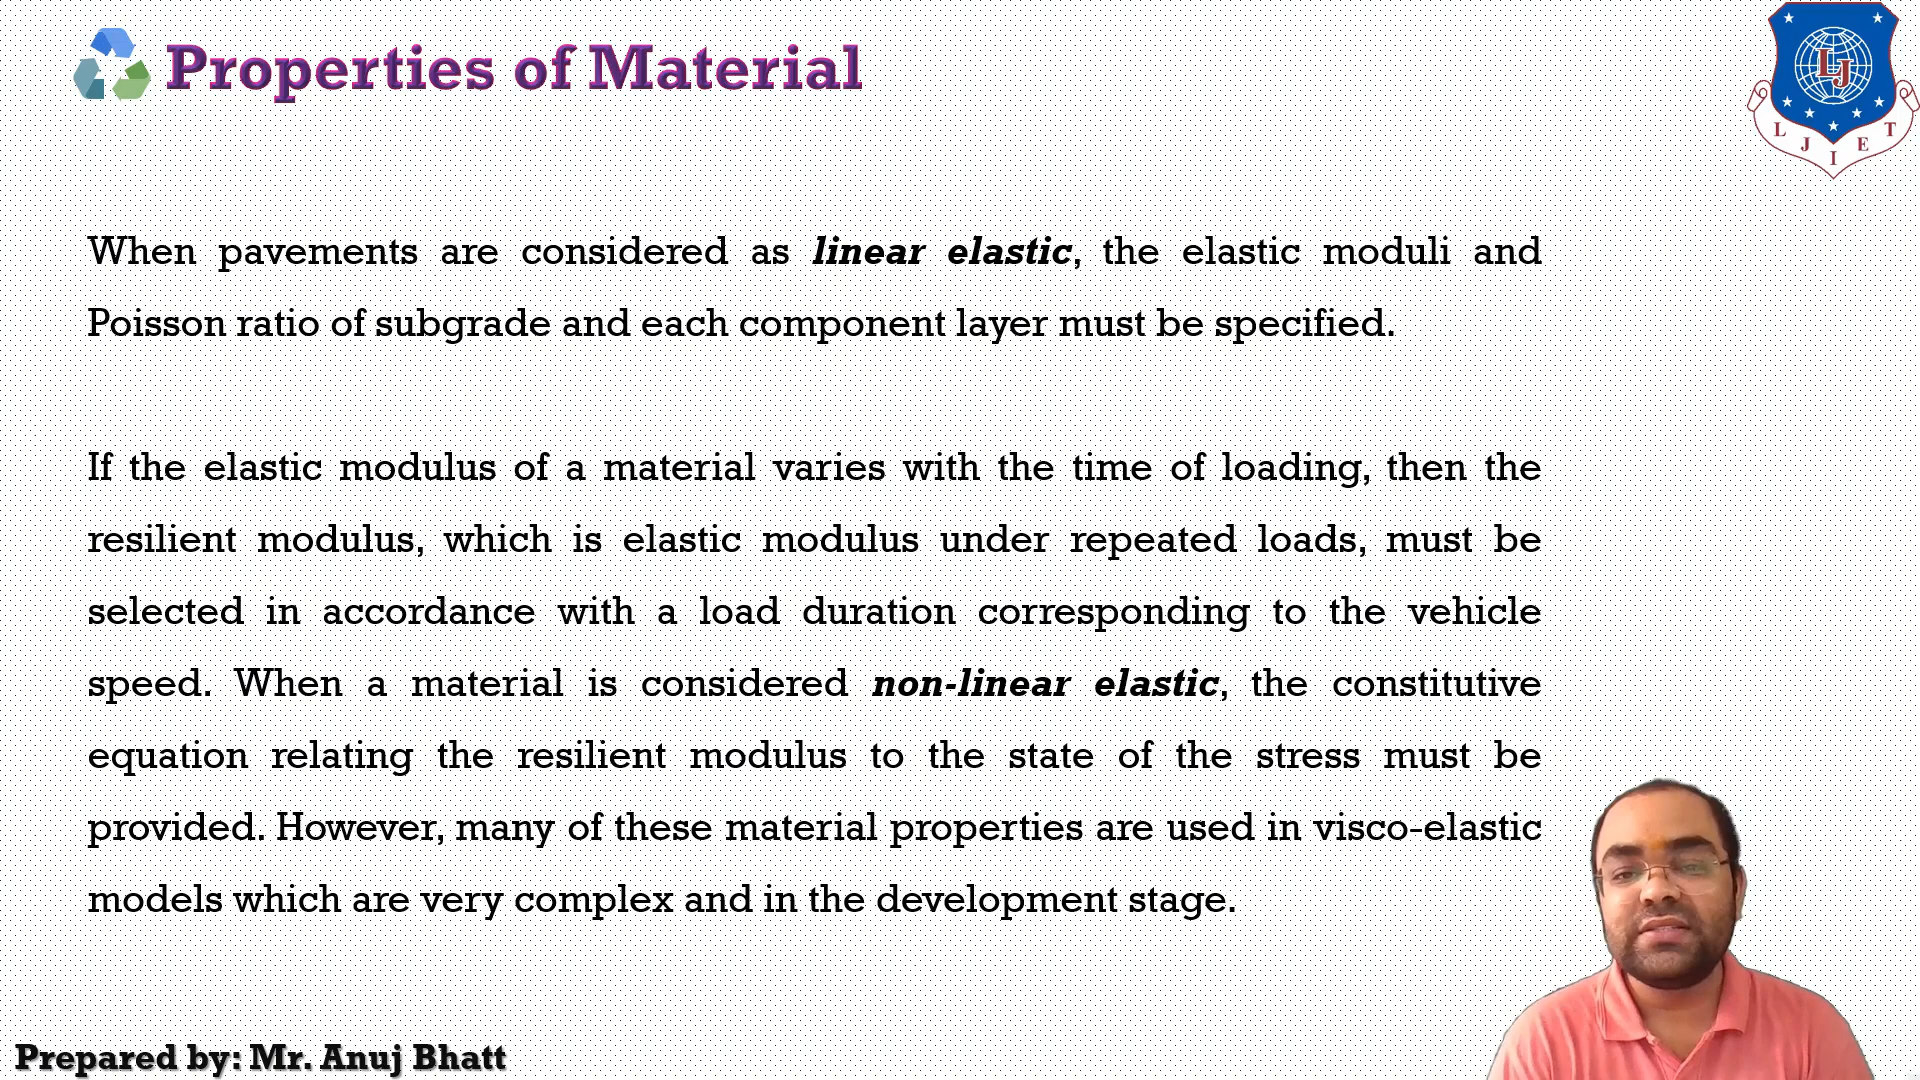 Properties of Material
LJ
L J I E T
When pavements are considered as linear elastic, the elastic moduli and
Poisson ratio of subgrade and each component layer must be specified.
If the elastic modulus of a material varies with the time of loading, then the
resilient modulus, which is elastic modulus under repeated loads, must be
selected in accordance with a load duration corresponding to the vehicle
speed. When a material is considered non-linear elastic, the constitutive
equation relating the resilient modulus to the state of the stress must be
provided. However, many of these material properties are used in visco-elastic
models which are very complex and in the development stage.
Prepared by: Mr. Anuj Bhatt